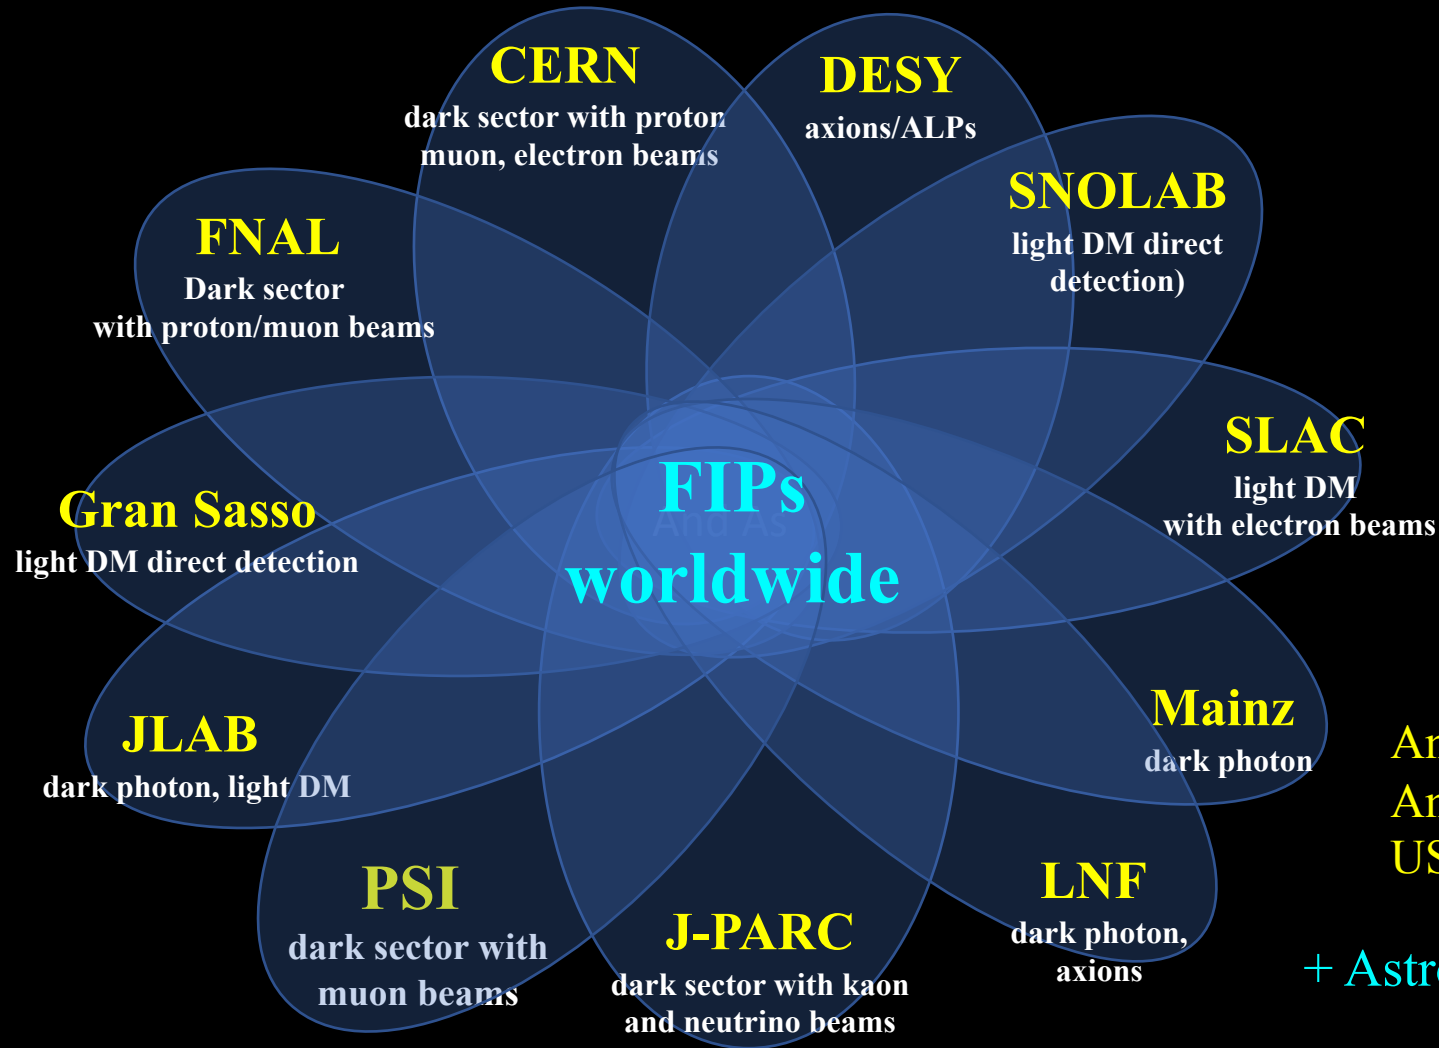 CERN
dark sector with proton
muon, electron beams
DESY
axions/ALPs
SNOLAB
light DM direct
detection)
FNAL
Dark sector
with proton/muon beams
SLAC
light DM
with electron beams
Gran Sasso
light DM direct detection
FIPs
And As
worldwide
JLAB
dark photon, light DM
Mainz
dark photon
PSI
dark sector with
muon beams
J-PARC
dark sector with kaon
and neutrino beams
LNF
dark photon,
axions
US
+